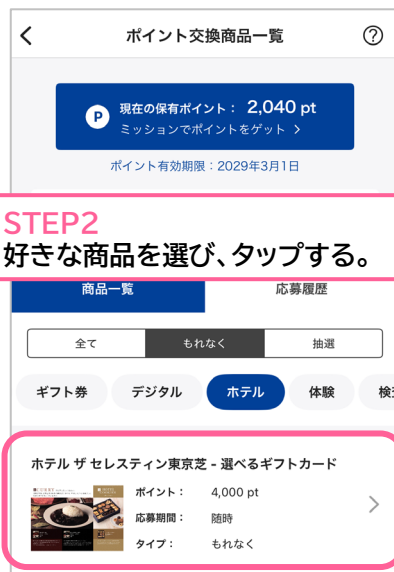 ポイント交換商品一覧
?
P 現在の保有ポイント： 2,040 pt
ミッションでポイントをゲット >
ポイント有効期限：2029年3月1日
STEP2
好きな商品を選び、タップする。
商品一覧 応募履歴
全て もれなく 抽選
ギフト券 デジタル ホテル 体験 検
ホテル ザ セレスティン東京芝 - 選べるギフトカード
ポイント： 4,000 pt
応募期間： 随時
タイプ： もれなく